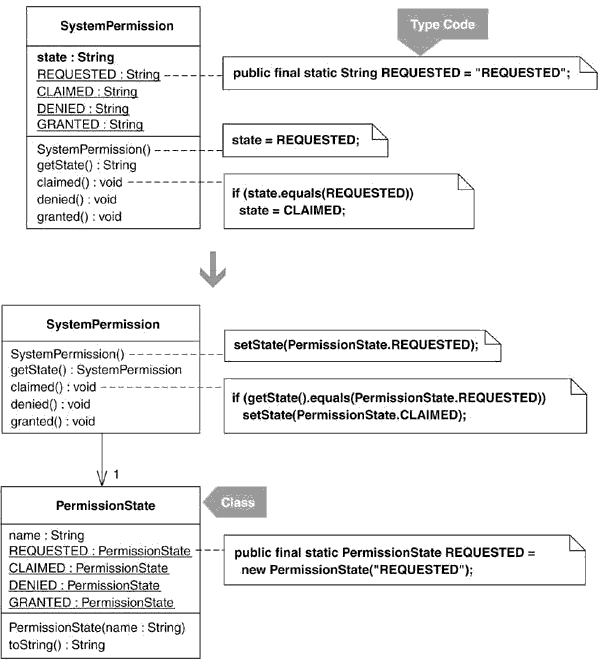 SystemPermission
Type Code
state : String
REQUESTED : String
public final static String REQUESTED = "REQUESTED";
CLAIMED : String
DENIED : String
GRANTED : String
SystemPermission()
state = REQUESTED;
getState() : String
claimed() : void
if (state.equals(REQUESTED))
state = CLAIMED;
denied() : void
granted() : void
SystemPermission
SystemPermission()
setState(PermissionState.REQUESTED);
getState() : SystemPermission
claimed() : void
if (getState().equals(PermissionState.REQUESTED))
setState(PermissionState.CLAIMED);
denied() : void
granted() : void
1
PermissionState
Class
name : String
REQUESTED : PermissionState
public final static PermissionState REQUESTED =
new PermissionState("REQUESTED");
CLAIMED : PermissionState
DENIED : PermissionState
GRANTED : PermissionState
PermissionState(name : String)
toString() : String